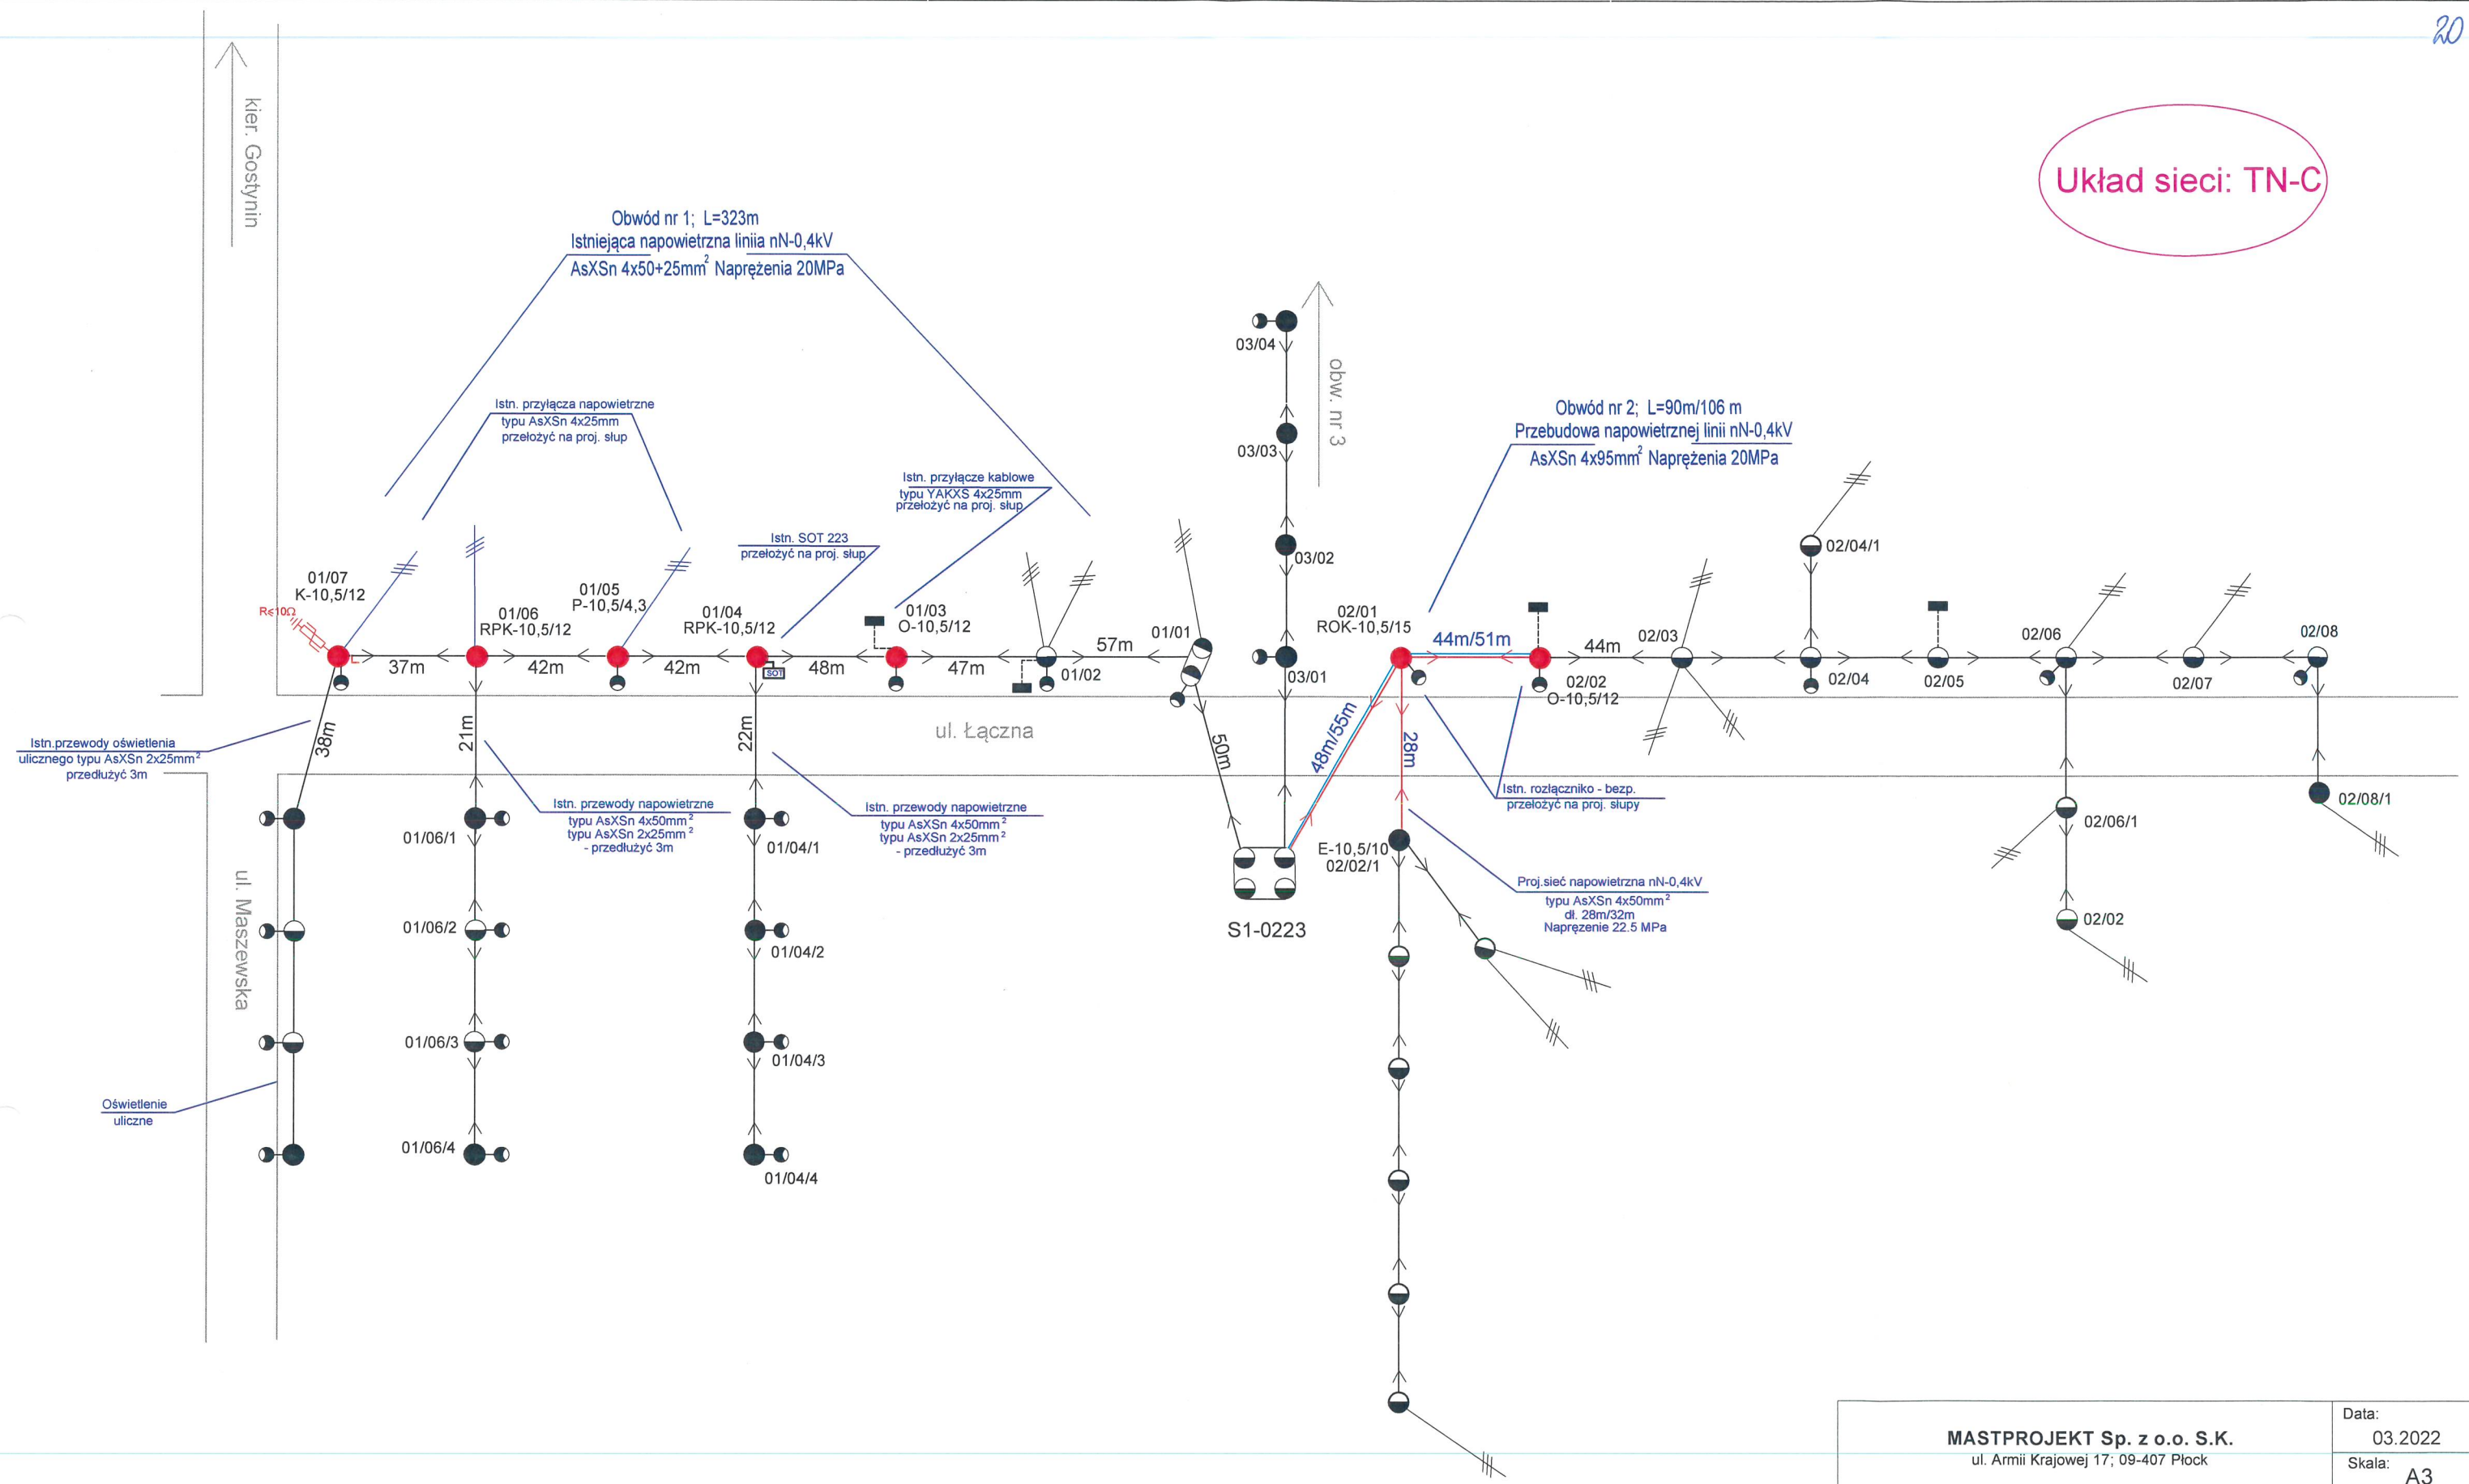 20
kier. Gostynin
Układ sieci: TN-C
Obwód nr 1; L=323m
Istniejąca napowietrzna liniia nN-0,4kV
AsXSn 4x50+25mm² Naprężenia 20MPa
Istn. przyłącza napowietrzne
typu AsXSn 4x25mm
przełożyć na proj. słup
Istn. przyłącze kablowe
typu YAKXS 4x25mm
przełożyć na proj. słup
Istn. SOT 223
przełożyć na proj. słup
03/04
03/03
03/02
03/01
obw. nr 3
Obwód nr 2; L=90m/106 m
Przebudowa napowietrznej linii nN-0,4kV
AsXSn 4x95mm² Naprężenia 20MPa
R≤10Ω
01/07
K-10,5/12
01/06
RPK-10,5/12
01/05
P-10,5/4,3
01/04
RPK-10,5/12
SOT
01/03
O-10,5/12
01/02
01/01
37m
42m
42m
48m
47m
57m
50m
02/01
ROK-10,5/15
44m/51m
02/02
O-10,5/12
44m
02/03
02/04/1
02/04
02/05
02/06
02/07
02/08
38m
21m
22m
ul. Łączna
48m/55m
28m
Istn.przewody oświetlenia
ulicznego typu AsXSn 2x25mm²
przedłużyć 3m
Istn. przewody napowietrzne
typu AsXSn 4x50mm²
typu AsXSn 2x25mm²
- przedłużyć 3m
Istn. przewody napowietrzne
typu AsXSn 4x50mm²
typu AsXSn 2x25mm²
- przedłużyć 3m
Istn. rozłączniko - bezp.
przełożyć na proj. słupy
E-10,5/10
02/02/1
Proj.sieć napowietrzna nN-0,4kV
typu AsXSn 4x50mm²
dł. 28m/32m
Napręzenie 22.5 MPa
S1-0223
02/06/1
02/02
02/08/1
ul. Maszewska
01/06/1
01/06/2
01/06/3
01/06/4
01/04/1
01/04/2
01/04/3
01/04/4
Oświetlenie
uliczne
MASTPROJEKT Sp. z o.o. S.K.
ul. Armii Krajowej 17; 09-407 Płock
Data:
03.2022
Skala:
A3